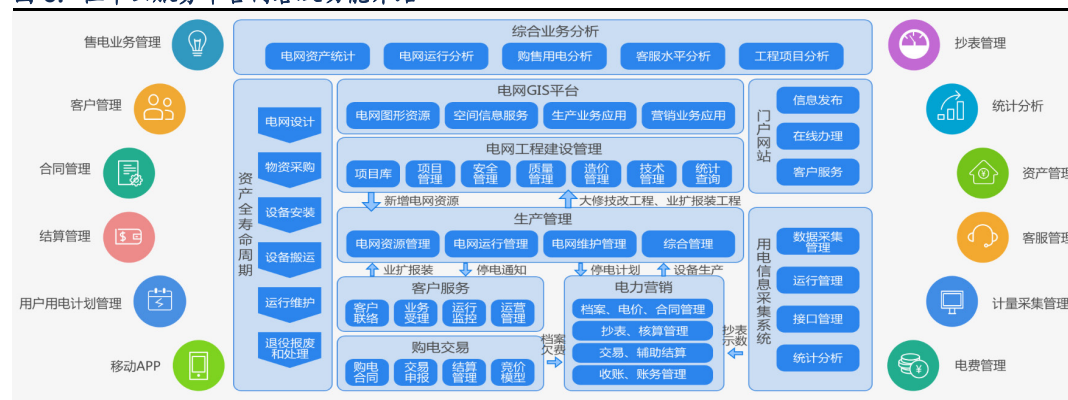 售电业务管理
客户管理
合同管理
结算管理
用户用电计划管理
移动APP
综合业务分析
电网资产统计
电网运行分析
购售用电分析
客服水平分析
工程项目分析
资产全寿命周期
电网设计
物资采购
设备安装
设备搬运
运行维护
退役报废
和处理
电网GIS平台
电网图形资源
空间信息服务
生产业务应用
营销业务应用
电网工程建设管理
项目库
项目
管理
安全
管理
质量
管理
造价
管理
技术
管理
统计
查询
新增电网资源
大修技改工程、业扩报装工程
生产管理
电网资源管理
电网运行管理
电网维护管理
综合管理
业扩报装
停电通知
停电计划
设备生产
客户服务
客户
联络
业务
受理
运行
监控
运营
管理
购电交易
购电
合同
交易
申报
结算
管理
竞价
模型
档案
欠费
电力营销
档案、电价、合同管理
抄表、核算管理
交易、辅助结算
收账、账务管理
抄表
示数
门户网站
信息发布
在线办理
客户服务
用电信息采集系统
数据采集
管理
运行管理
接口管理
统计分析
抄表管理
统计分析
资产管理
客服管理
计量采集管理
电费管理